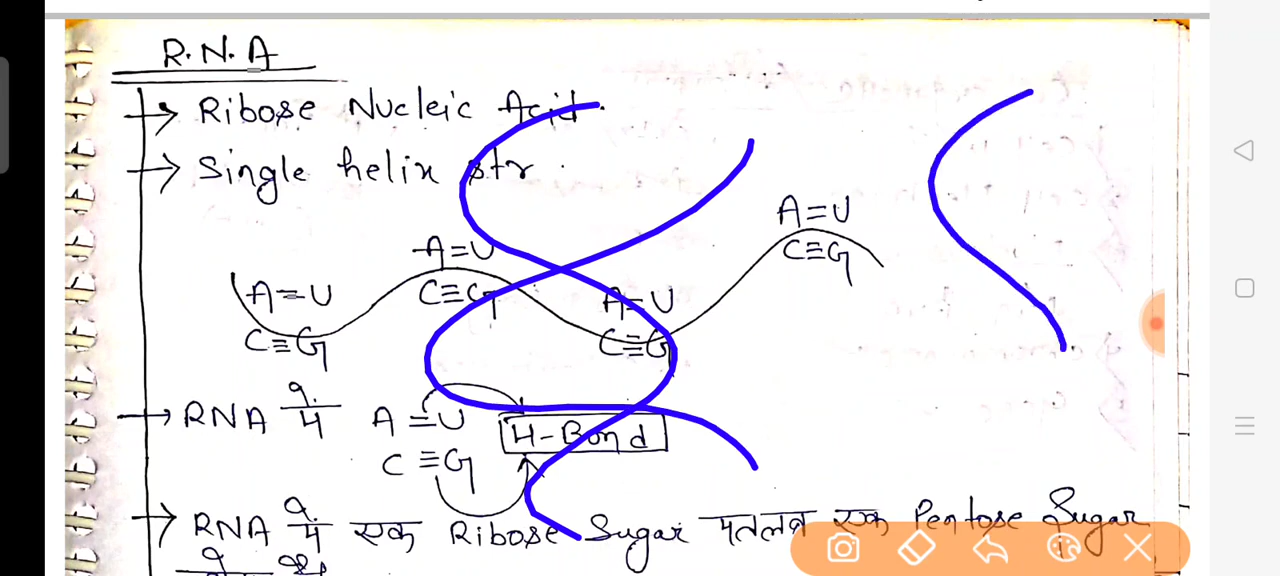 R.N.A
→ Ribose Nucleic Acid.
→ Single helix str.
A=U
A=U
C≡G
C≡G
A=U
A=U
C≡G
C≡G
→ RNA में A=U
H-Bond
C≡G
→ RNA में एक Ribose Sugar मतलब एक Pentose Sugar